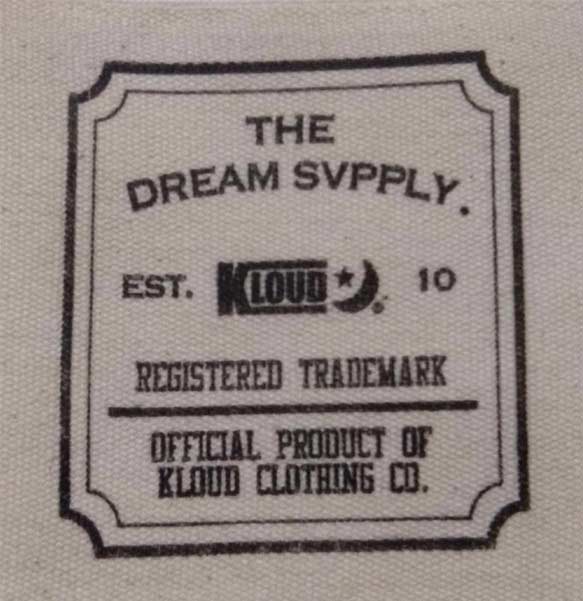 THE
DREAM SVPPLY.
EST. KLOUD ® 10
REGISTERED TRADEMARK
OFFICIAL PRODUCT OF
KLOUD CLOTHING CO.